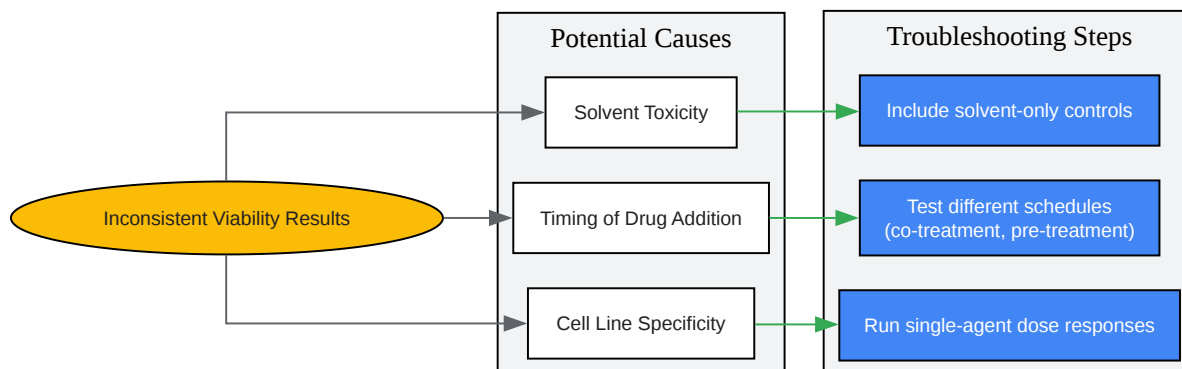 Potential Causes
Troubleshooting Steps
Solvent Toxicity
Include solvent-only controls
Inconsistent Viability Results
Timing of Drug Addition
Test different schedules
(co-treatment, pre-treatment)
Cell Line Specificity
Run single-agent dose responses